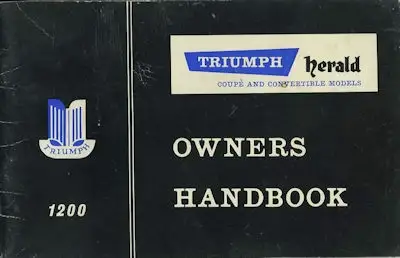 TRIUMPH herald
COUPÉ AND CONVERTIBLE MODELS
OWNERS
HANDBOOK
TRIUMPH
1200